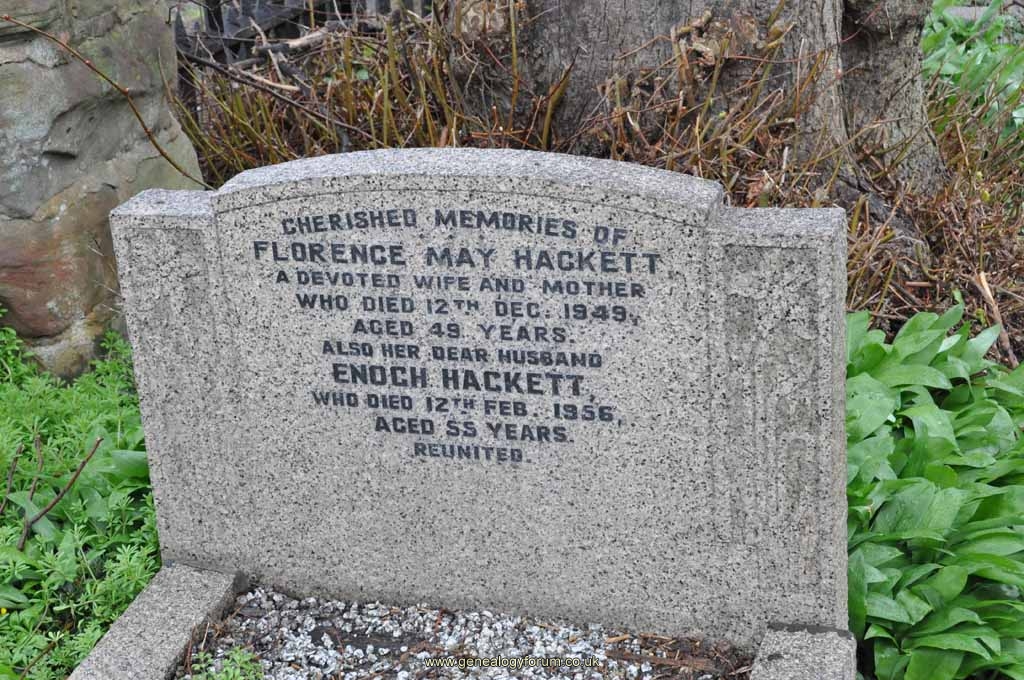 CHERISHED MEMORIES OF
FLORENCE MAY HACKETT
A DEVOTED WIFE AND MOTHER
WHO DIED 12TH DEC. 1949,
AGED 49 YEARS.
ALSO HER DEAR HUSBAND
ENOCH HACKETT,
WHO DIED 12TH FEB. 1956,
AGED 55 YEARS.
REUNITED.
www.genealogyforum.co.uk